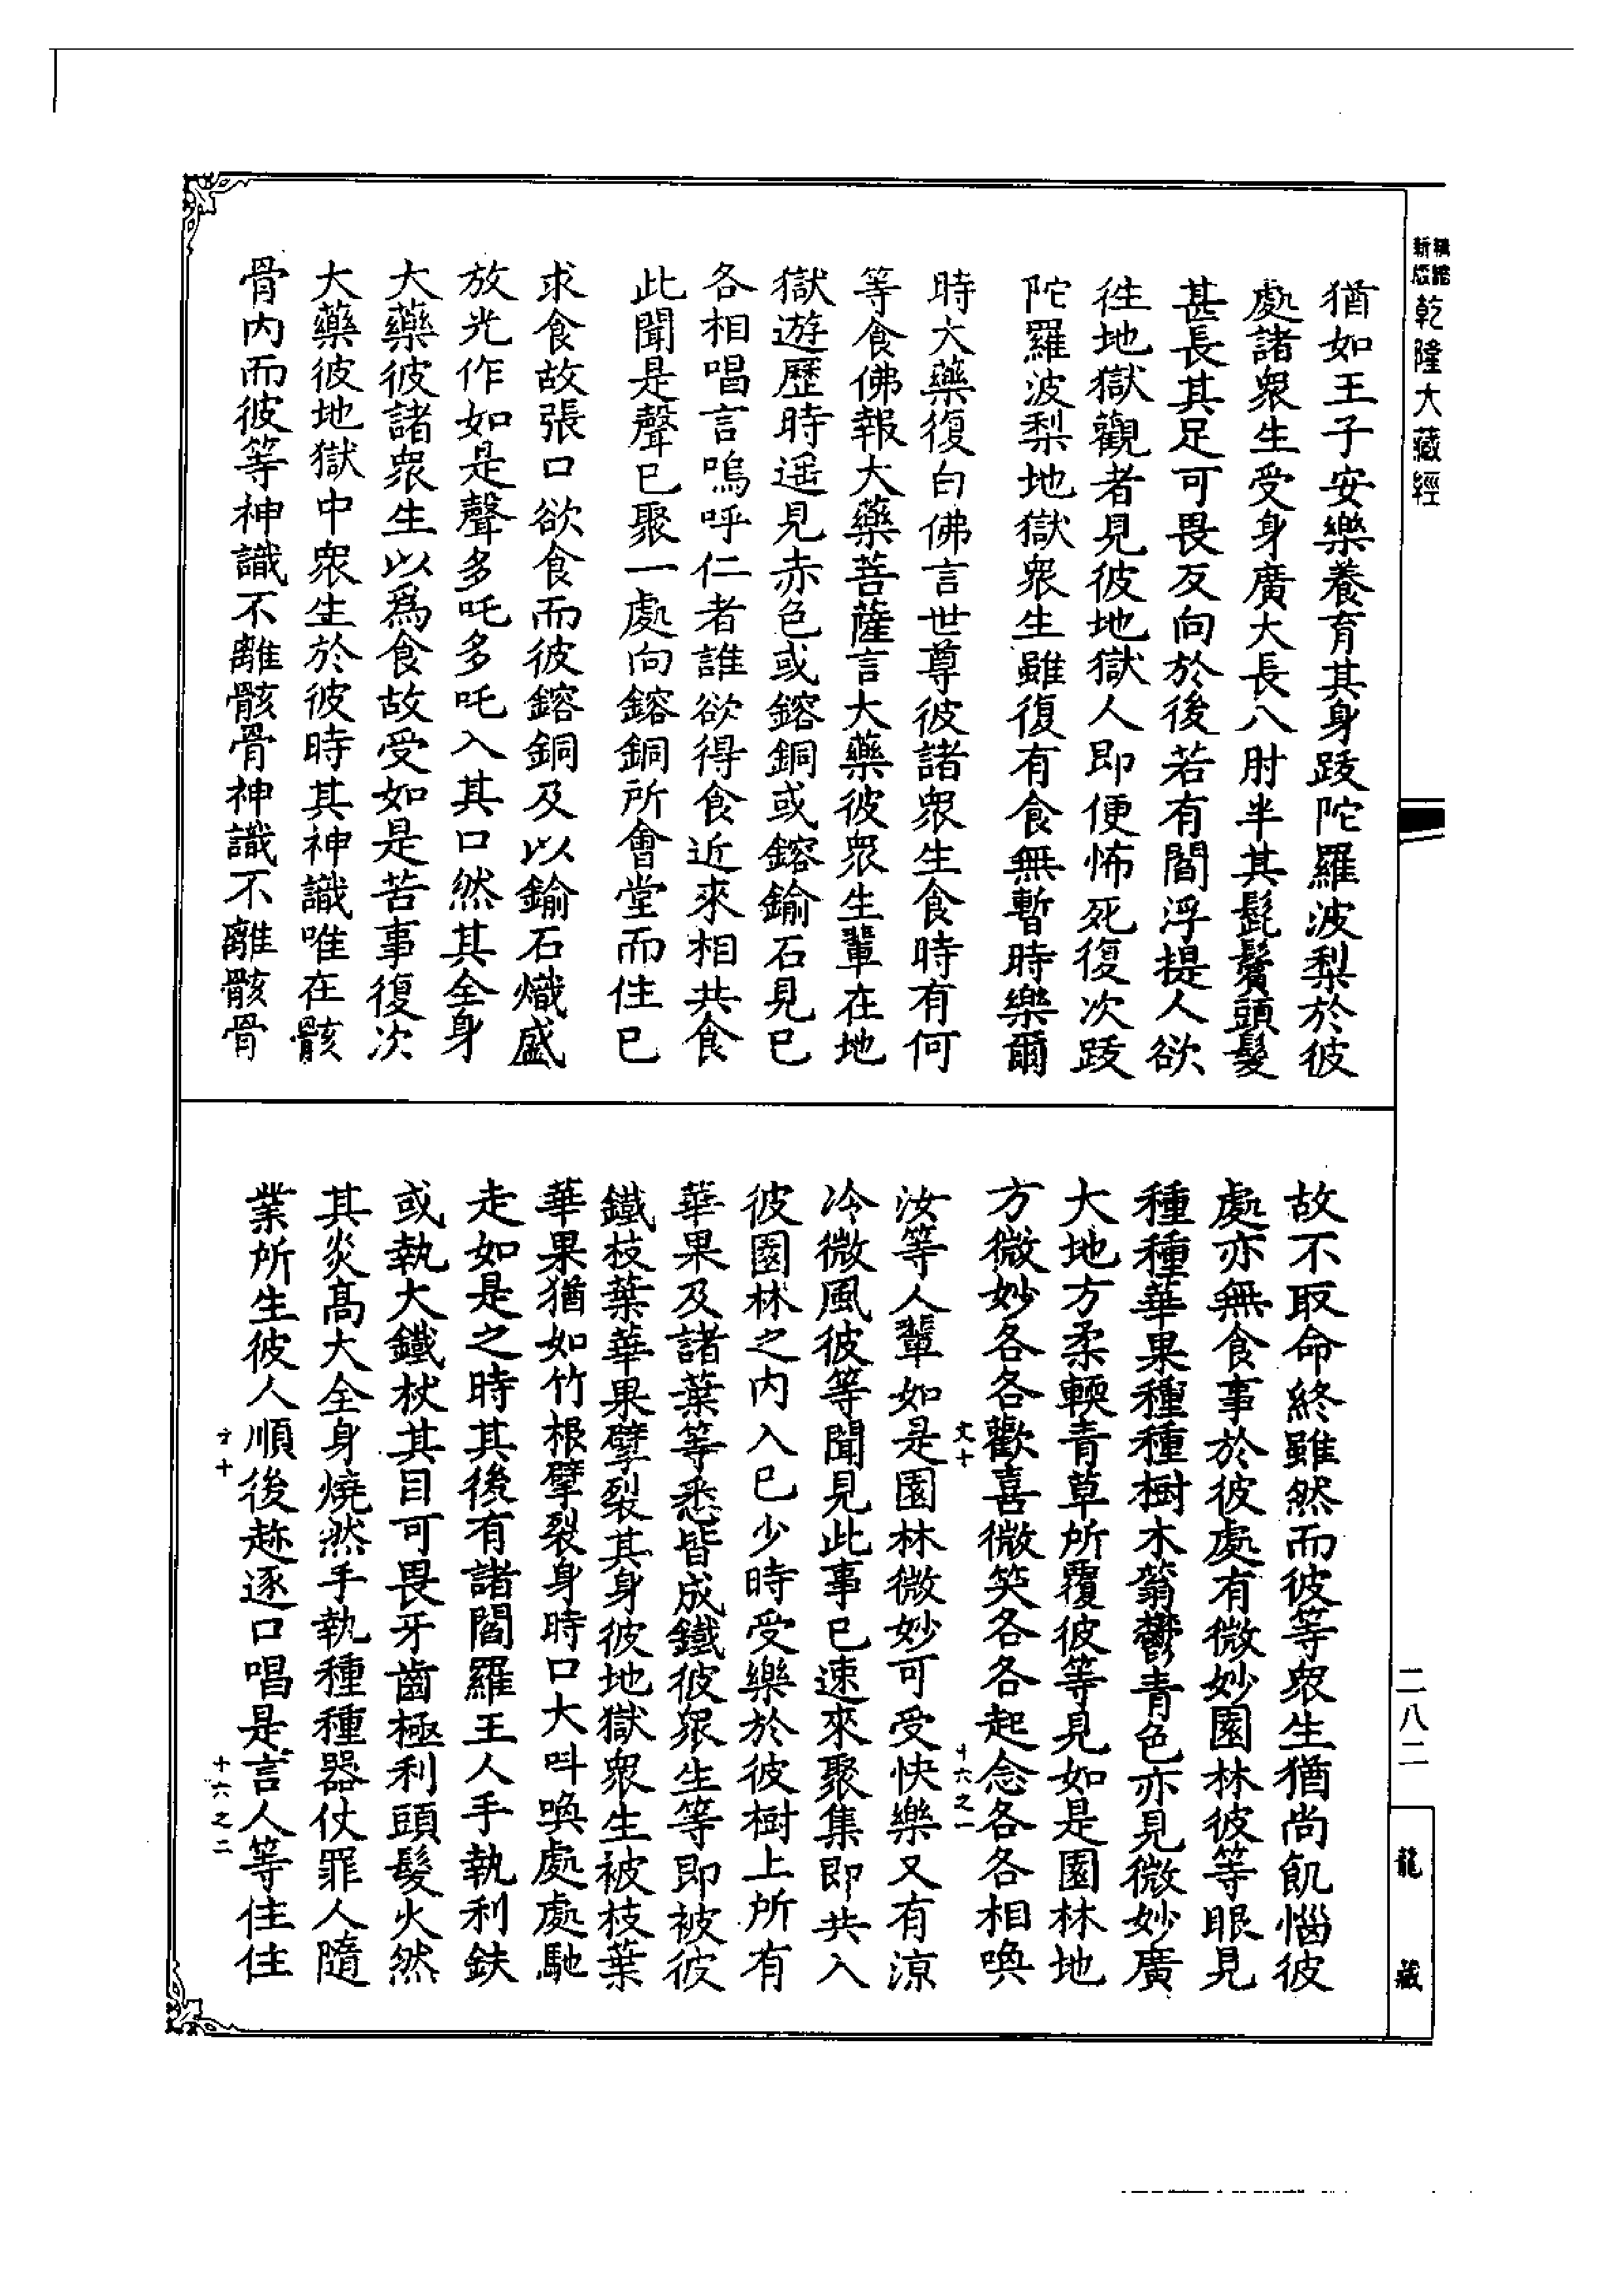 新縮
版縮
乾隆大藏經
猶如王子安樂養育其身跋陀羅波梨於彼
處諸衆生受身廣大長八肘半其髭鬢頭髮
甚長其足可畏反向於後若有閻浮提人欲
徃地獄觀者見彼地獄人即便怖死復次跋
陀羅波梨地獄衆生雖復有食無暫時樂爾
時大藥復白佛言世尊彼諸衆生食時有何
等食佛報大藥菩薩言大藥彼衆生輩在地
獄遊歷時遥見赤色或鎔銅或鎔鍮石見已
各相唱言嗚呼仁者誰欲得食近來相共食
此聞是聲已聚一處向鎔銅所會堂而住已
求食故張口欲食而彼鎔銅及以鍮石熾盛
放光作如是聲多吒多吒入其口然其全身
大藥彼諸衆生以爲食故受如是苦事復次
大藥彼地獄中衆生於彼時其神識唯在骸
骨内而彼等神識不離骸骨神識不離骸骨
故不取命終雖然而彼等衆生猶尚飢惱彼
處亦無食事於彼處有微妙園林彼等眼見
種種華果種種樹木蓊鬱青色亦見微妙廣
大地方柔輭青草所覆彼等見如是園林地
方微妙各各歡喜微笑各各起念各各相喚
文十
十六之一
汝等人輩如是園林微妙可受快樂又有涼
冷微風彼等聞見此事已速來聚集即共入
彼園林之内入已少時受樂於彼樹上所有
華果及諸葉等悉皆成鐵彼衆生等即被彼
鐵枝葉華果擘裂其身彼地獄衆生被枝葉
華果猶如竹根擘裂身時口大呌喚處處馳
走如是之時其後有諸閻羅王人手執利鈇
或執大鐵杖其目可畏牙齒極利頭髮火然
其炎高大全身燒然手執種種器仗罪人隨
業所生彼人順後趂逐口唱是言人等住住
十
十六之二
二八二
龍藏